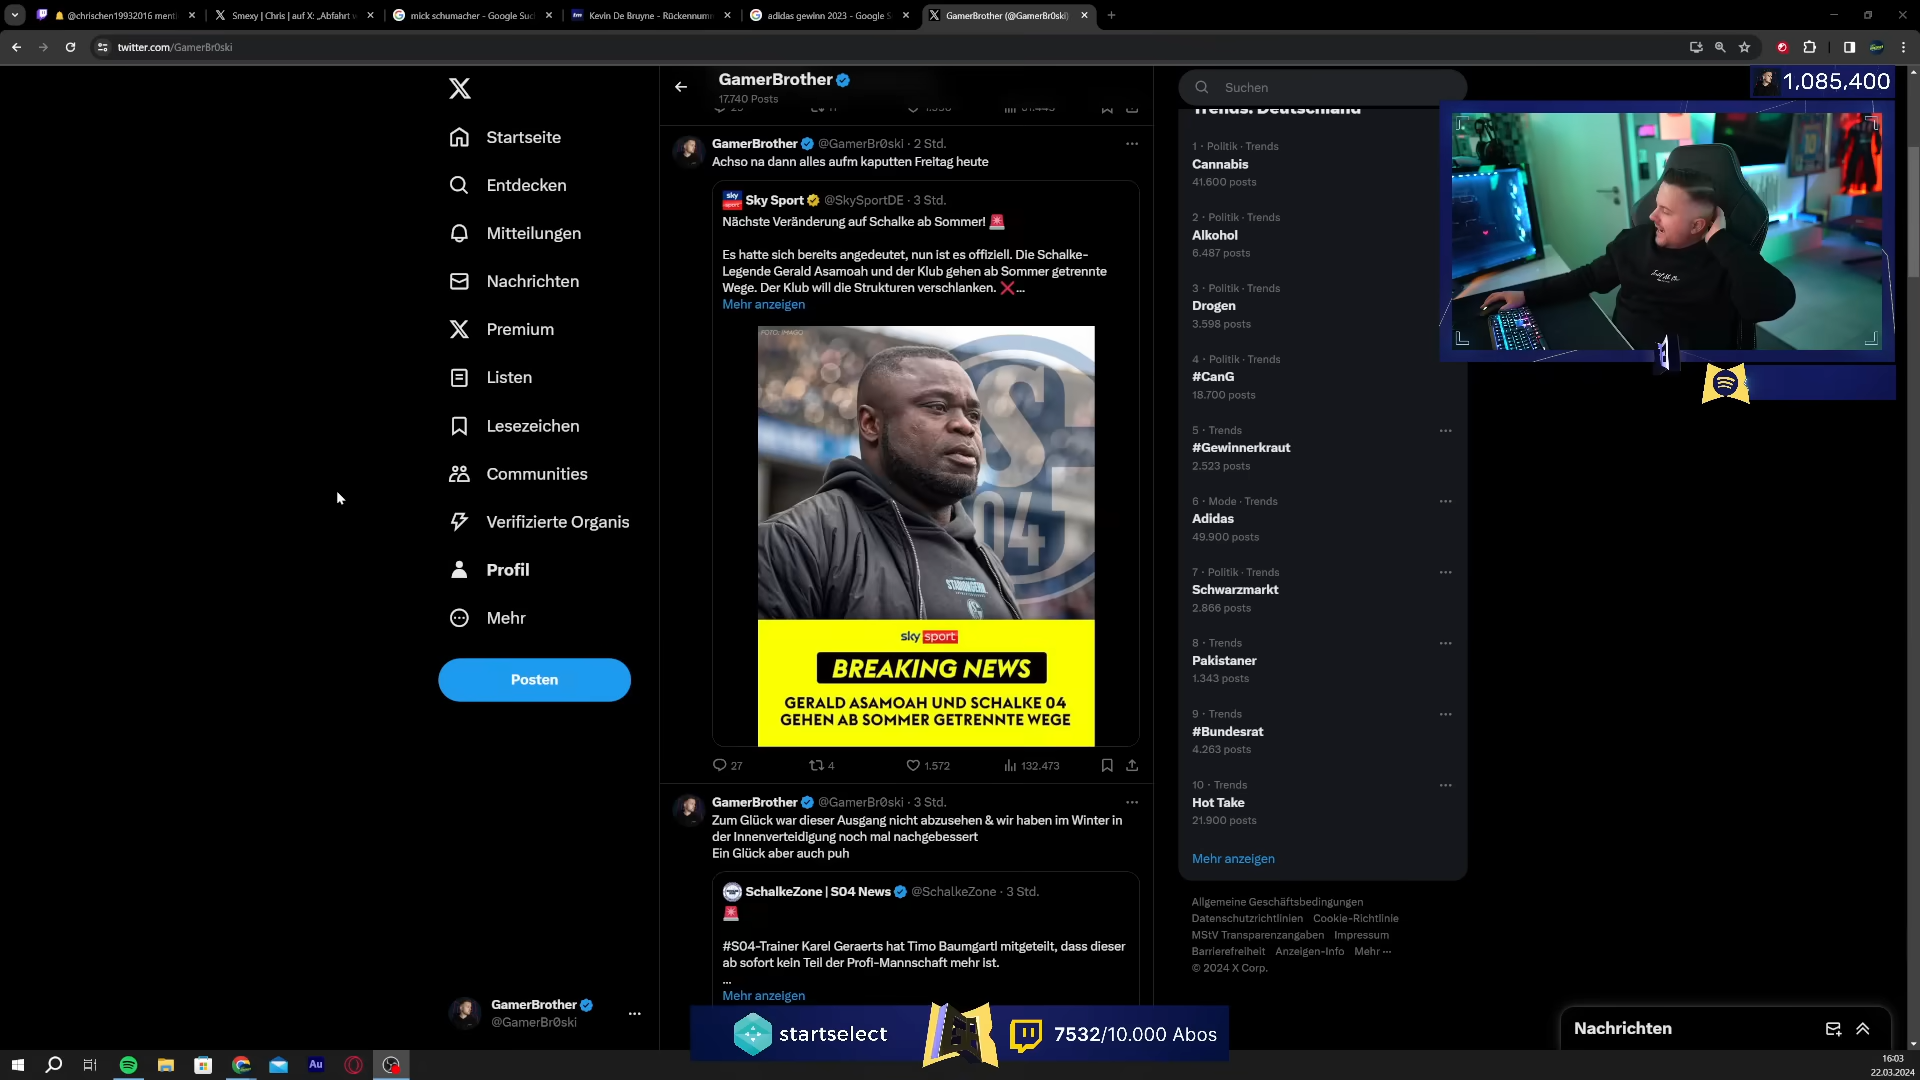 @chrischen19932016 menti
Smexy | Chris | auf X: „Abfahrt v
mick schumacher - Google Suc
Kevin De Bruyne - Rückennumm
adidas gewinn 2023 - Google S
GamerBrother (@GamerBr0ski)
twitter.com/GamerBr0ski
Startseite
Entdecken
Mitteilungen
Nachrichten
Premium
Listen
Lesezeichen
Communities
Verifizierte Organis
Profil
Mehr
Posten
GamerBrother
@GamerBr0ski
GamerBrother
17.740 Posts
GamerBrother @GamerBr0ski · 2 Std.
Achso na dann alles aufm kaputten Freitag heute
Sky Sport @SkySportDE · 3 Std.
Nächste Veränderung auf Schalke ab Sommer! 🚨
Es hatte sich bereits angedeutet, nun ist es offiziell. Die Schalke-
Legende Gerald Asamoah und der Klub gehen ab Sommer getrennte
Wege. Der Klub will die Strukturen verschlanken. ❌...
Mehr anzeigen
FOTO: IMAGO
04
sky sport
BREAKING NEWS
GERALD ASAMOAH UND SCHALKE 04
GEHEN AB SOMMER GETRENNTE WEGE
27
4
1.572
132.473
GamerBrother @GamerBr0ski · 3 Std.
Zum Glück war dieser Ausgang nicht abzusehen & wir haben im Winter in
der Innenverteidigung noch mal nachgebessert
Ein Glück aber auch puh
SchalkeZone | S04 News @SchalkeZone · 3 Std.
🚨
#S04-Trainer Karel Geraerts hat Timo Baumgartl mitgeteilt, dass dieser
ab sofort kein Teil der Profi-Mannschaft mehr ist.
...
Mehr anzeigen
Suchen
Trends: Deutschland
1 · Politik · Trends
Cannabis
41.600 posts
2 · Politik · Trends
Alkohol
6.487 posts
3 · Politik · Trends
Drogen
3.598 posts
4 · Politik · Trends
#CanG
18.700 posts
5 · Trends
#Gewinnerkraut
2.523 posts
6 · Mode · Trends
Adidas
49.900 posts
7 · Politik · Trends
Schwarzmarkt
2.866 posts
8 · Trends
Pakistaner
1.343 posts
9 · Trends
#Bundesrat
4.263 posts
10 · Trends
Hot Take
21.900 posts
Mehr anzeigen
Allgemeine Geschäftsbedingungen
Datenschutzrichtlinien Cookie-Richtlinie
MStV Transparenzangaben Impressum
Barrierefreiheit Anzeigen-Info Mehr ···
© 2024 X Corp.
1,085,400
startselect
7532/10.000 Abos
Nachrichten
Au
16:03
22.03.2024